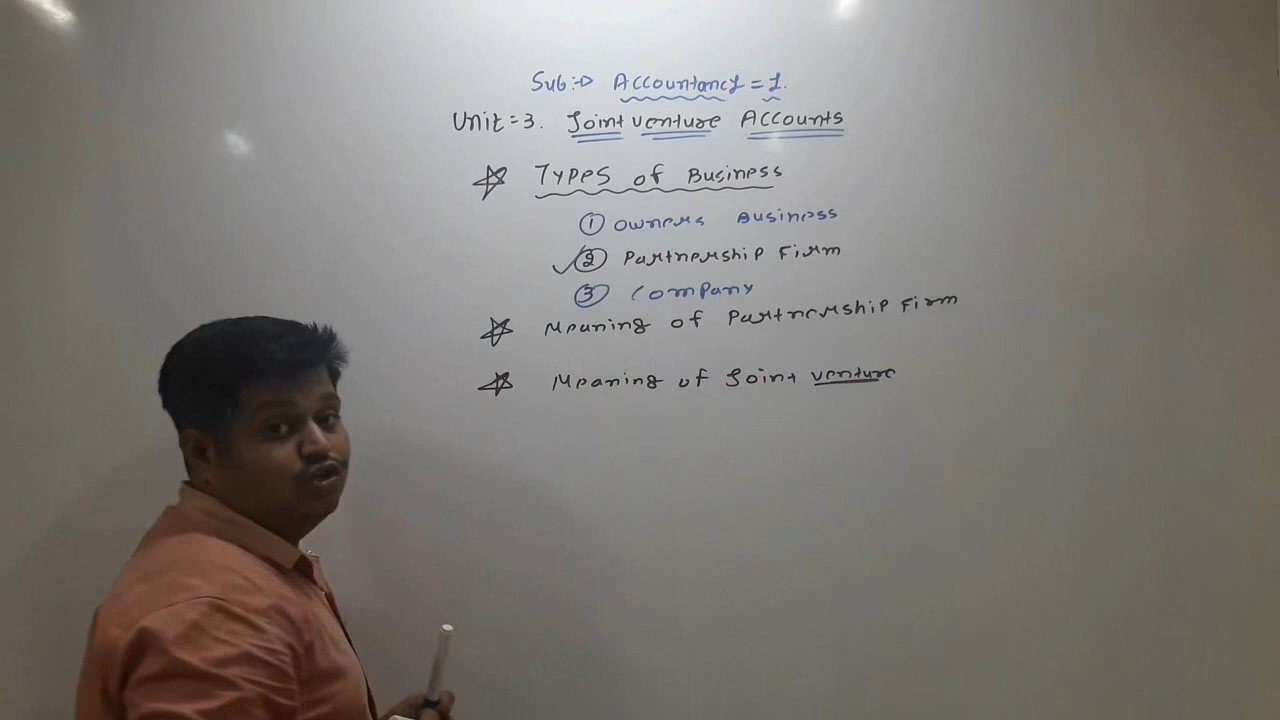 Sub:→ Accountancy = 1.
Unit = 3. Joint venture Accounts
☆ Types of Business
① owners Business
✓② Partnership Firm
③ Company
☆ Meaning of Partnership Firm
☆ Meaning of Joint venture